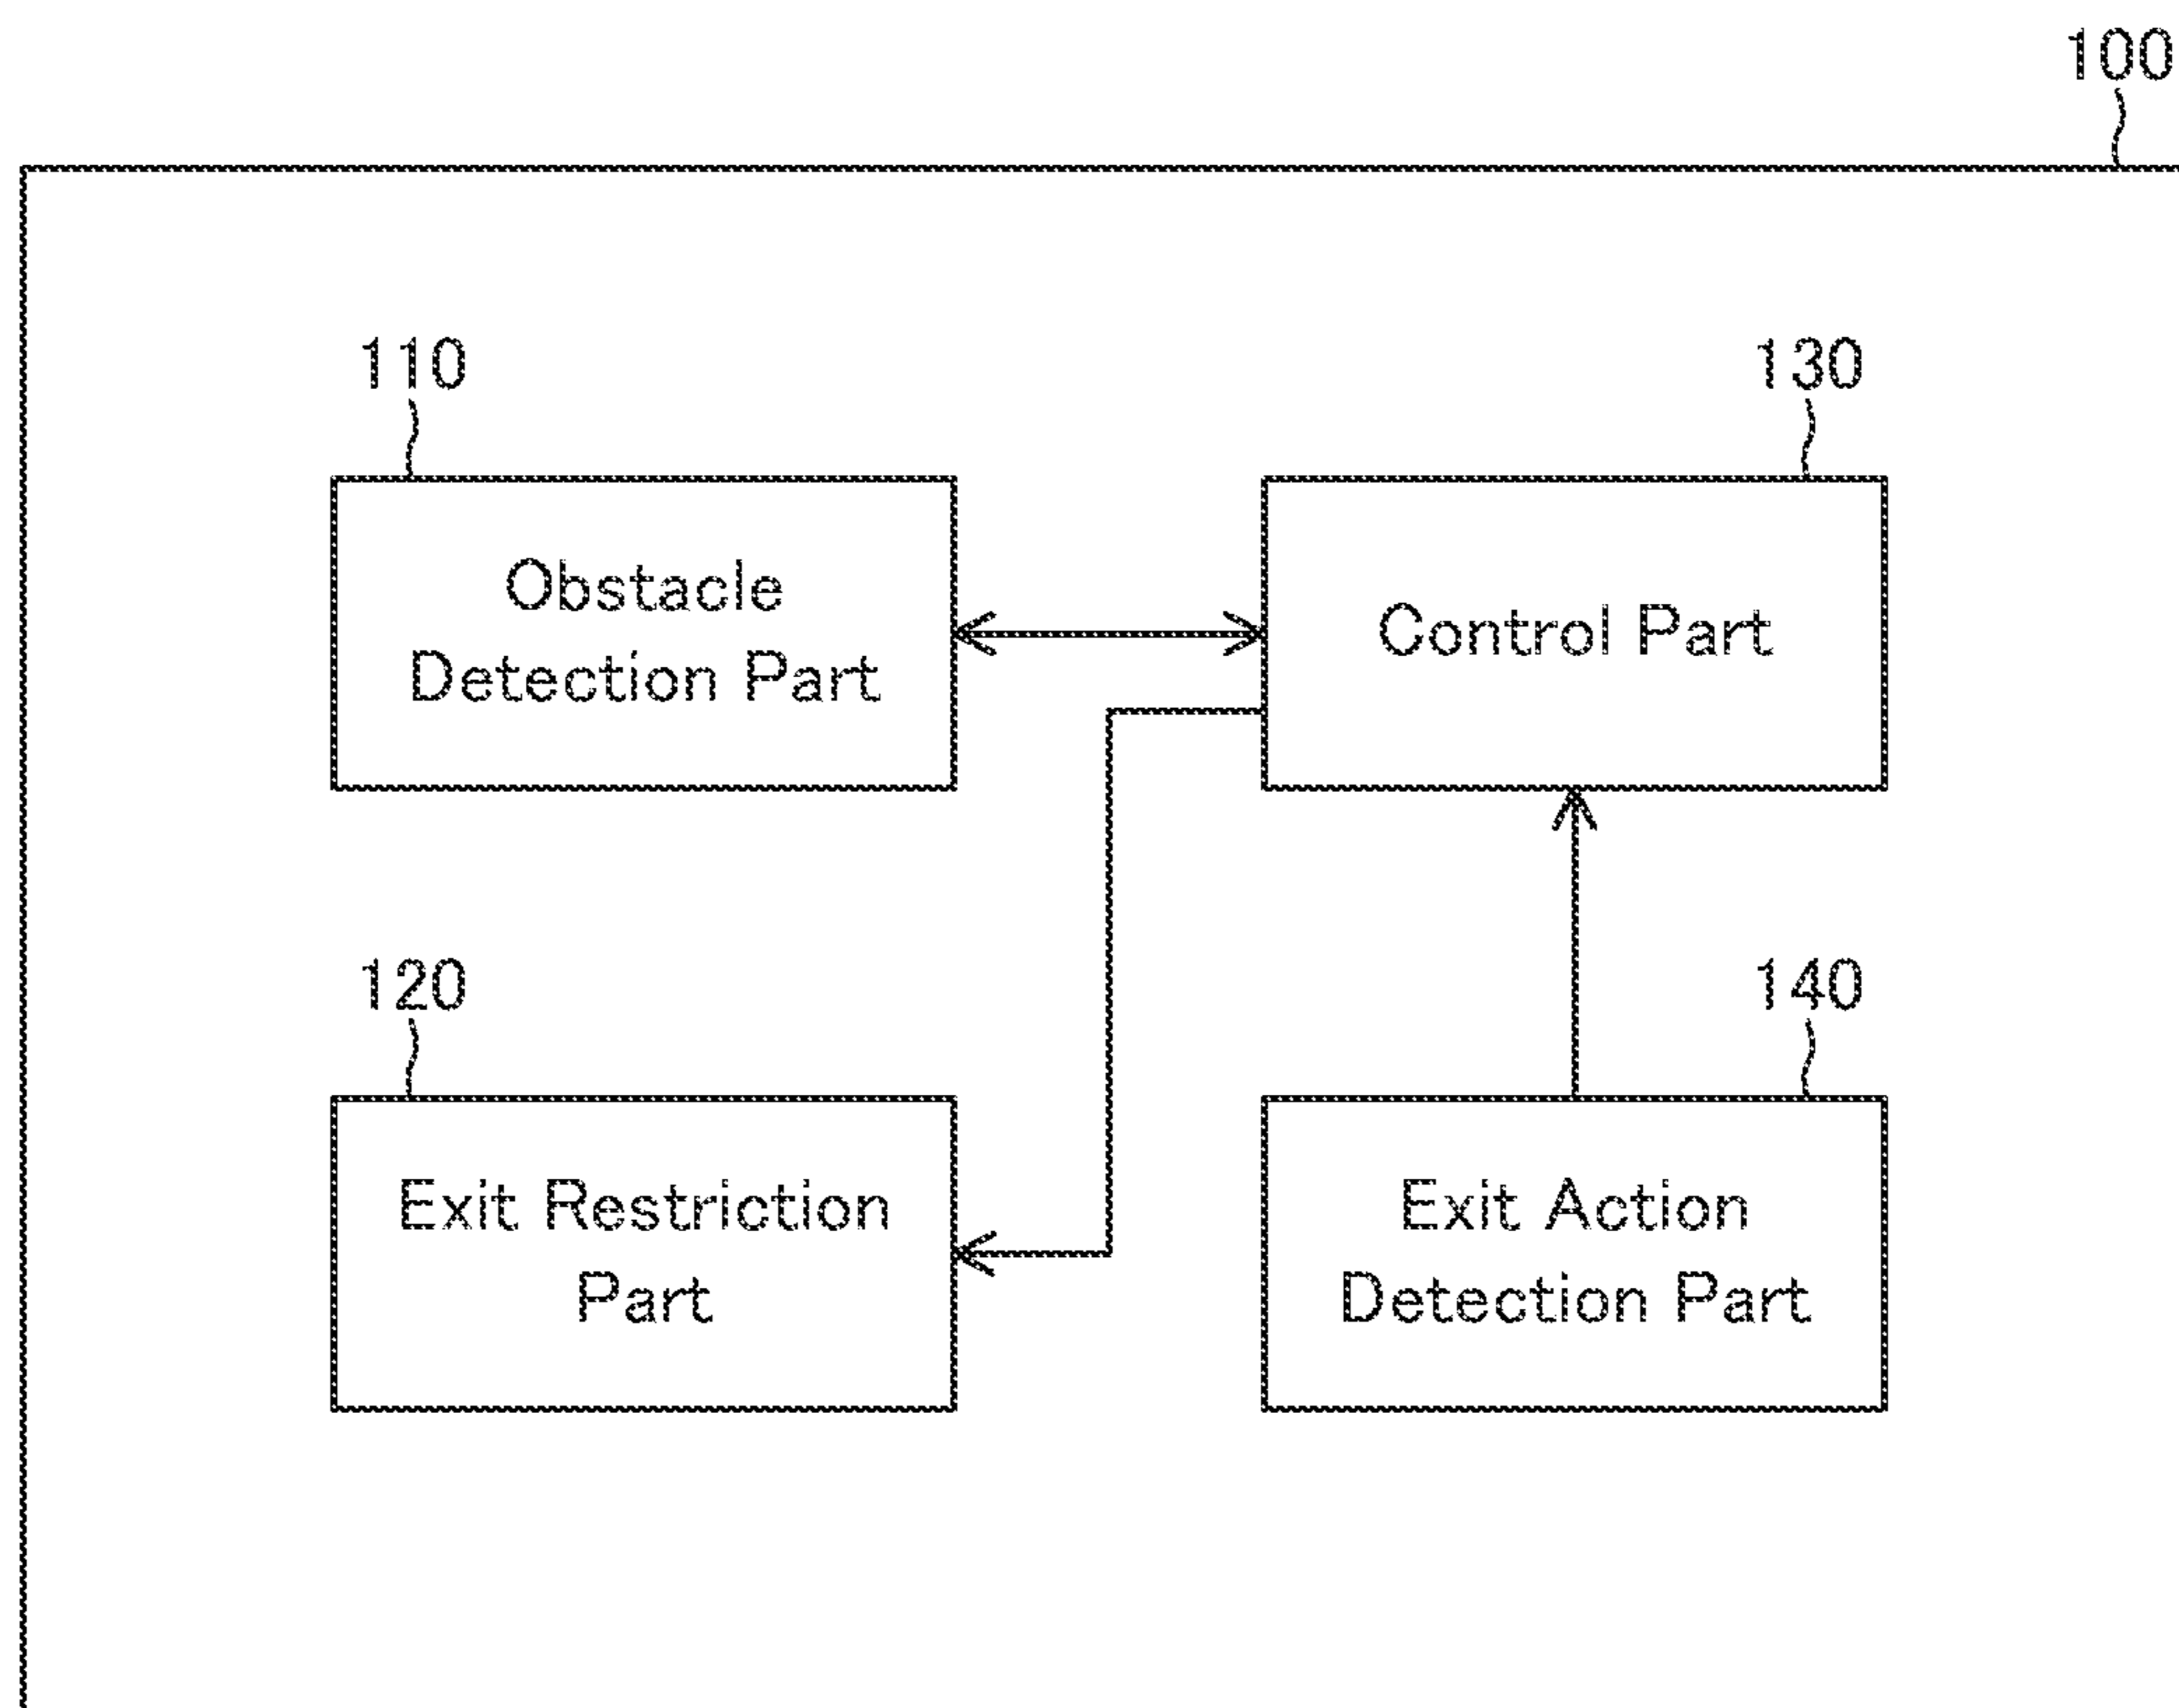 100
110
Obstacle
Detection Part
130
Control Part
120
Exit Restriction
Part
140
Exit Action
Detection Part